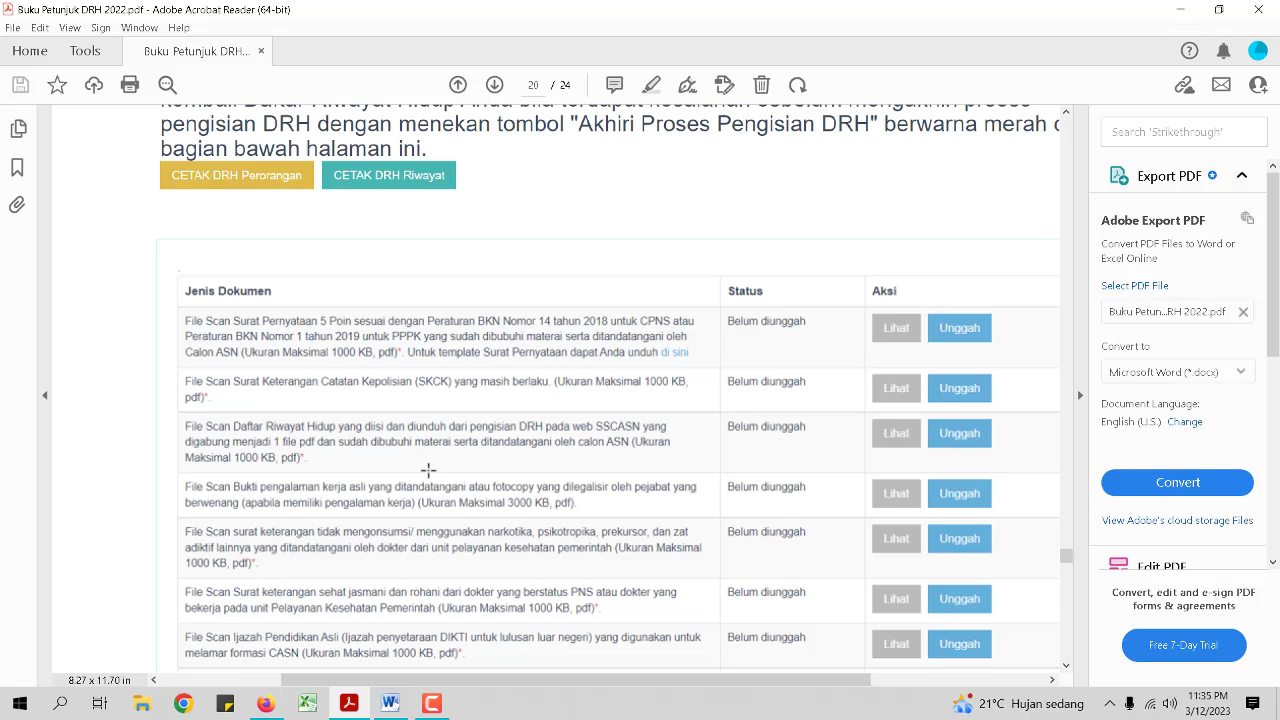 Buku Petunjuk DRH 2022.pdf - Adobe Acrobat Reader (64-bit)
File Edit View Sign Window Help
Home Tools Buku Petunjuk DRH... ×
20 / 24
kembali Daftar Riwayat Hidup Anda bila terdapat kesalahan sebelum mengakhiri proses
pengisian DRH dengan menekan tombol "Akhiri Proses Pengisian DRH" berwarna merah d
bagian bawah halaman ini.
CETAK DRH Perorangan CETAK DRH Riwayat
Jenis Dokumen Status Aksi
File Scan Surat Pernyataan 5 Poin sesuai dengan Peraturan BKN Nomor 14 tahun 2018 untuk CPNS atau
Peraturan BKN Nomor 1 tahun 2019 untuk PPPK yang sudah dibubuhi materai serta ditandatangani oleh
Calon ASN (Ukuran Maksimal 1000 KB, pdf)*. Untuk template Surat Pernyataan dapat Anda unduh di sini
Belum diunggah Lihat Unggah
File Scan Surat Keterangan Catatan Kepolisian (SKCK) yang masih berlaku. (Ukuran Maksimal 1000 KB,
pdf)*.
Belum diunggah Lihat Unggah
File Scan Daftar Riwayat Hidup yang diisi dan diunduh dari pengisian DRH pada web SSCASN yang
digabung menjadi 1 file pdf dan sudah dibubuhi materai serta ditandatangani oleh calon ASN (Ukuran
Maksimal 1000 KB, pdf)*.
Belum diunggah Lihat Unggah
File Scan Bukti pengalaman kerja asli yang ditandatangani atau fotocopy yang dilegalisir oleh pejabat yang
berwenang (apabila memiliki pengalaman kerja) (Ukuran Maksimal 3000 KB, pdf).
Belum diunggah Lihat Unggah
File Scan surat keterangan tidak mengonsumsi/ menggunakan narkotika, psikotropika, prekursor, dan zat
adiktif lainnya yang ditandatangani oleh dokter dari unit pelayanan kesehatan pemerintah (Ukuran Maksimal
1000 KB, pdf)*.
Belum diunggah Lihat Unggah
File Scan Surat keterangan sehat jasmani dan rohani dari dokter yang berstatus PNS atau dokter yang
bekerja pada unit Pelayanan Kesehatan Pemerintah (Ukuran Maksimal 1000 KB, pdf)*.
Belum diunggah Lihat Unggah
File Scan Ijazah Pendidikan Asli (Ijazah penyetaraan DIKTI untuk lulusan luar negeri) yang digunakan untuk
melamar formasi CASN (Ukuran Maksimal 1000 KB, pdf)*.
Belum diunggah Lihat Unggah
8.27 x 11.70 in
Search 'Strikethrough'
Export PDF
Adobe Export PDF
Convert PDF Files to Word or
Excel Online
Select PDF File
Buku Petun...RH 2022.pdf ×
Convert to
Microsoft Word (*.docx)
Document Language:
English (U.S.) Change
Convert
View Adobe's cloud storage Files
Edit PDF
Convert, edit and e-sign PDF
forms & agreements
Free 7-Day Trial
21°C Hujan sedang
11:35 PM
3/12/2023